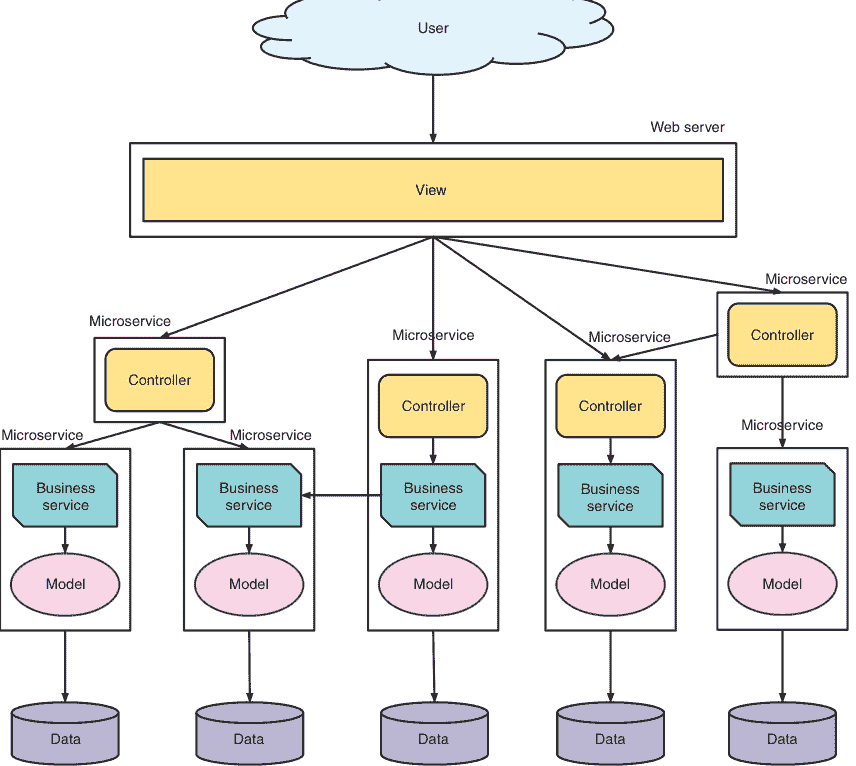 User
Web server
View
Microservice
Microservice
Microservice
Microservice
Controller
Controller
Controller
Controller
Microservice
Microservice
Microservice
Business
service
Business
service
Business
service
Business
service
Business
service
Model
Model
Model
Model
Model
Data
Data
Data
Data
Data